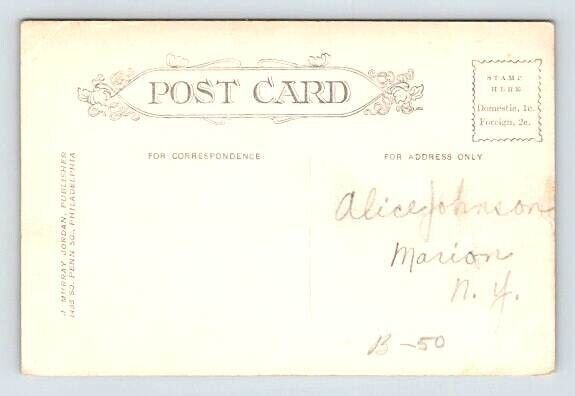 POST CARD
STAMP
HERE
Domestic, 1c.
Foreign, 2c.
FOR CORRESPONDENCE
FOR ADDRESS ONLY
J. MURRAY JORDAN, PUBLISHER
1432 SO. PENN SQ., PHILADELPHIA
Alice Johnson
Marion
N. Y.
B-50